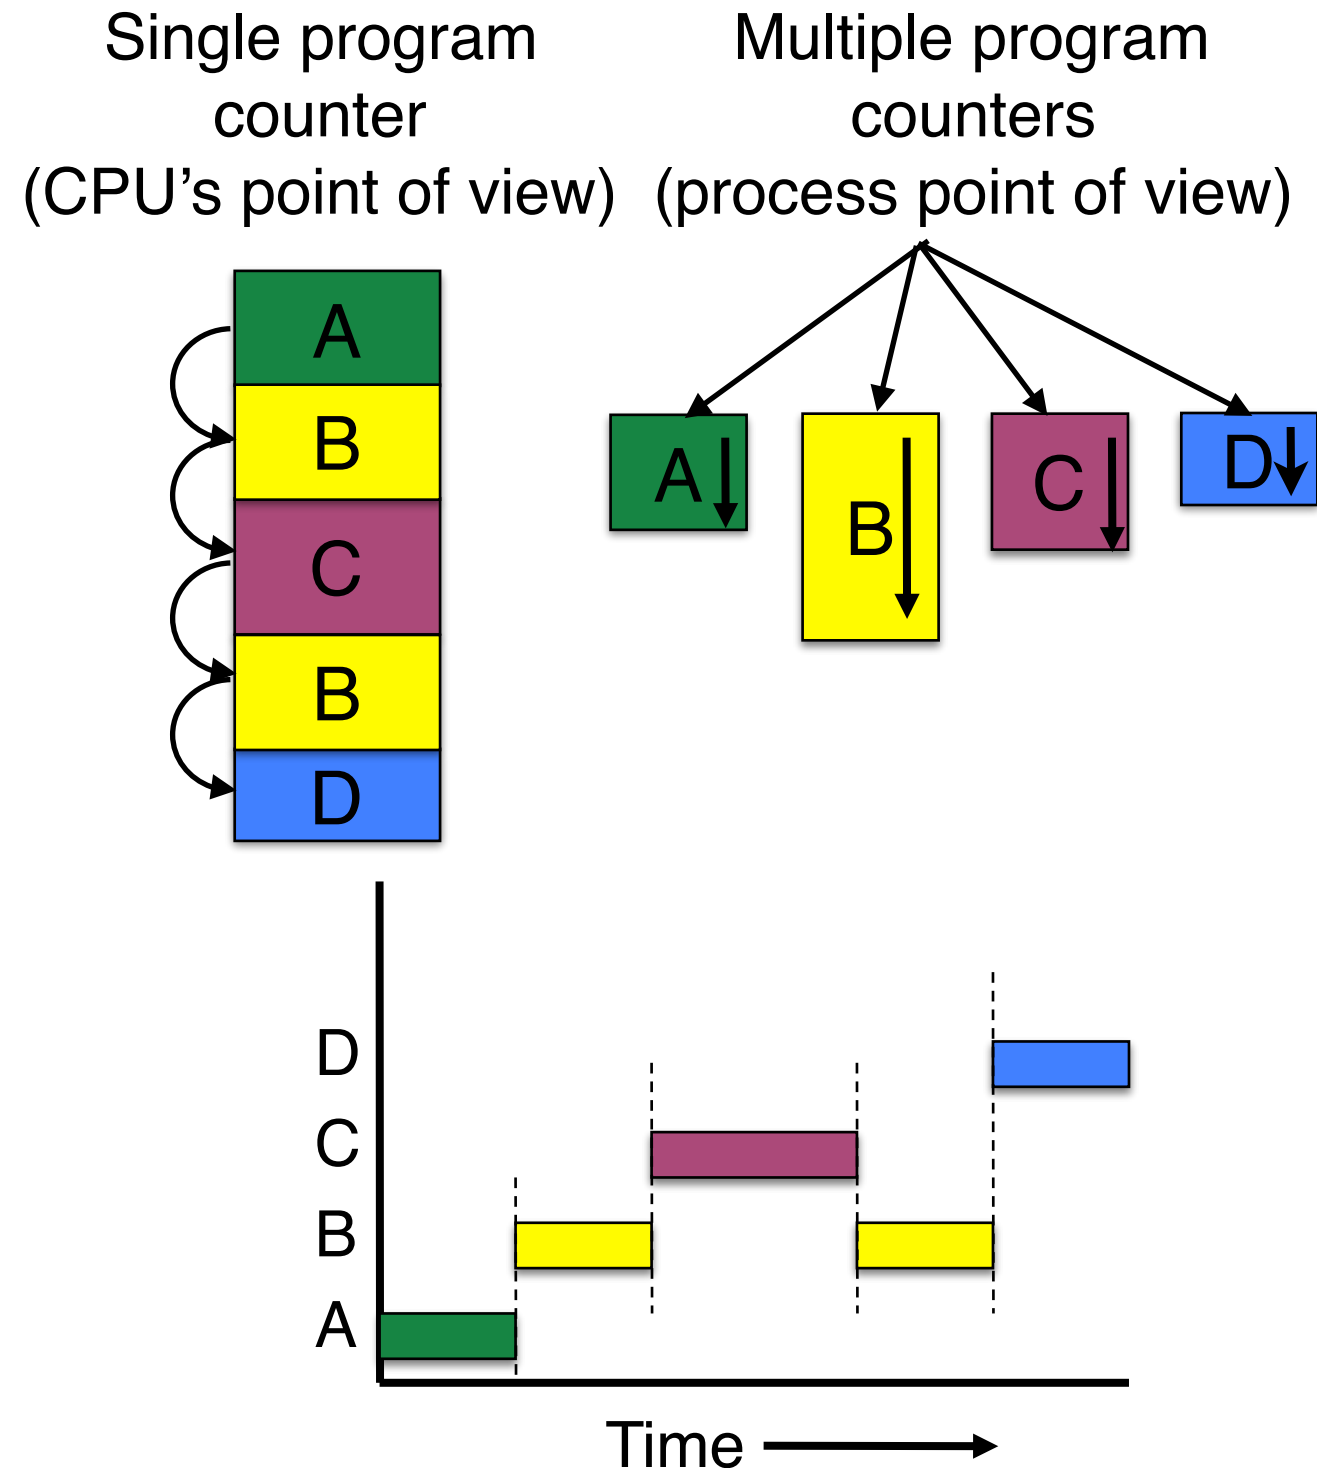 Single program
counter
(CPU’s point of view)
Multiple program
counters
(process point of view)
A
B
C
B
D
A
B
C
D
D
C
B
A
Time